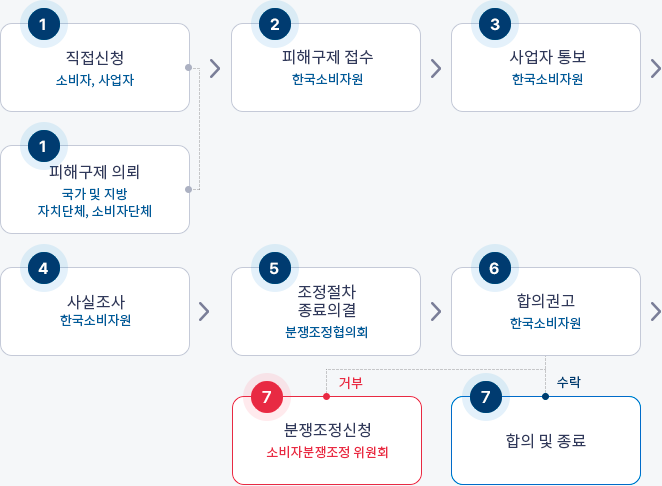 1
직접신청
소비자, 사업자
2
피해구제 접수
한국소비자원
3
사업자 통보
한국소비자원
1
피해구제 의뢰
국가 및 지방
자치단체, 소비자단체
4
사실조사
한국소비자원
5
조정절차
종료의결
분쟁조정협의회
6
합의권고
한국소비자원
거부
수락
7
분쟁조정신청
소비자분쟁조정 위원회
7
합의 및 종료